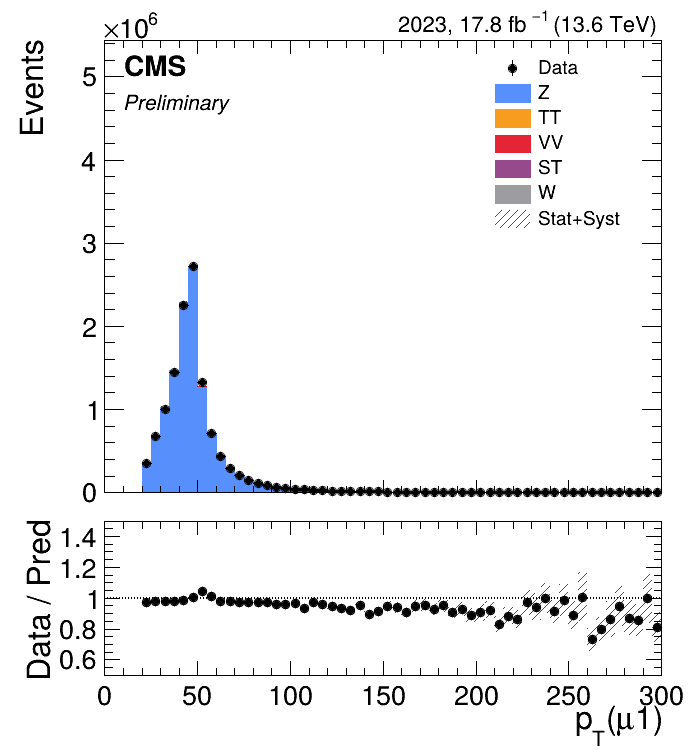 ×10⁶
2023, 17.8 fb⁻¹ (13.6 TeV)
Events
5
4
3
2
1
0
CMS
Preliminary
Data
Z
TT
VV
ST
W
Stat+Syst
Data / Pred
1.4
1.2
1
0.8
0.6
0 50 100 150 200 250 300
p_T(μ1)